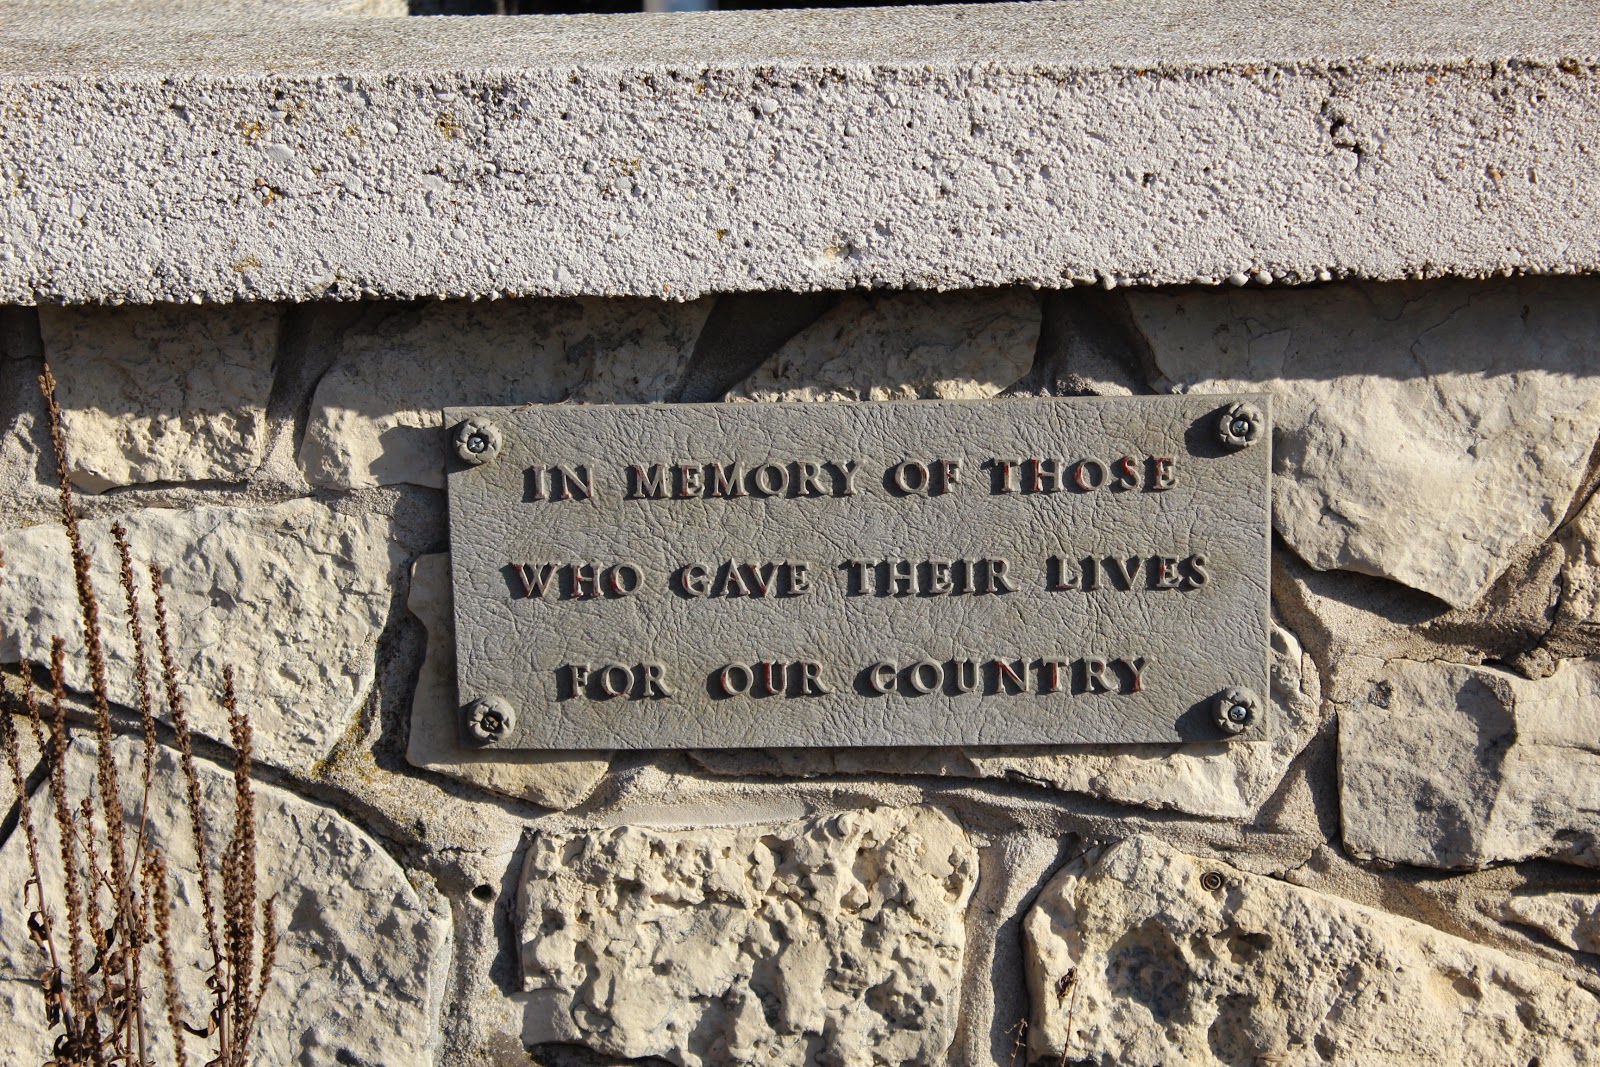 IN MEMORY OF THOSE
WHO GAVE THEIR LIVES
FOR OUR COUNTRY